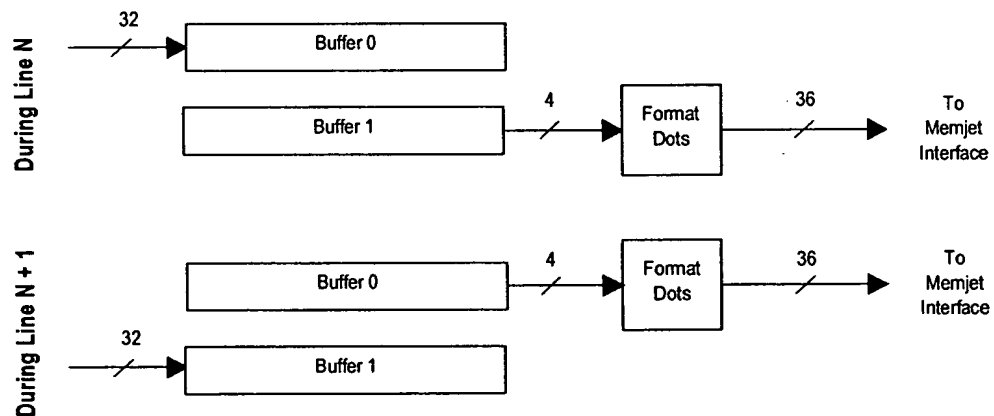 During Line N
32
Buffer 0
Buffer 1
4
Format
Dots
36
To
Memjet
Interface
During Line N + 1
Buffer 0
4
Format
Dots
36
To
Memjet
Interface
32
Buffer 1